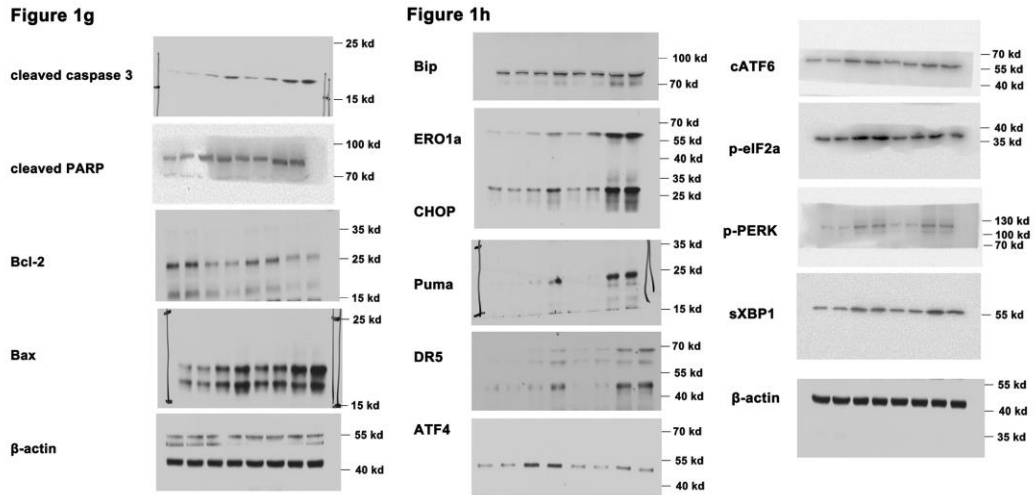 Figure 1g
cleaved caspase 3
25 kd
15 kd
cleaved PARP
100 kd
70 kd
Bcl-2
35 kd
25 kd
15 kd
Bax
25 kd
15 kd
β-actin
55 kd
40 kd
Figure 1h
Bip
100 kd
70 kd
ERO1a
70 kd
55 kd
40 kd
35 kd
25 kd
CHOP
Puma
35 kd
25 kd
15 kd
DR5
70 kd
55 kd
40 kd
ATF4
70 kd
55 kd
40 kd
cATF6
70 kd
55 kd
40 kd
p-eIF2a
40 kd
35 kd
p-PERK
130 kd
100 kd
70 kd
sXBP1
55 kd
β-actin
55 kd
40 kd
35 kd